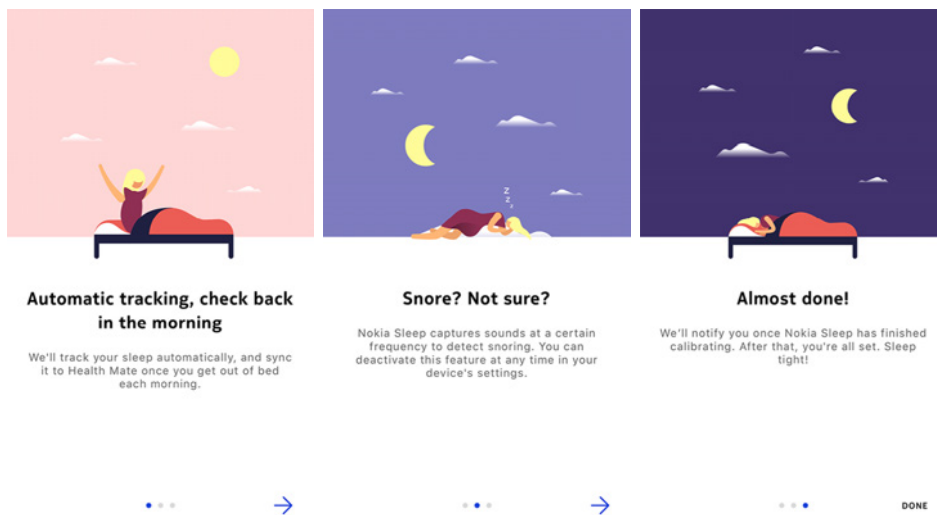 Automatic tracking, check back
in the morning
We'll track your sleep automatically, and sync
it to Health Mate once you get out of bed
each morning.
z
z
z
Snore? Not sure?
Nokia Sleep captures sounds at a certain
frequency to detect snoring. You can
deactivate this feature at any time in your
device's settings.
Almost done!
We'll notify you once Nokia Sleep has finished
calibrating. After that, you're all set. Sleep
tight!
DONE